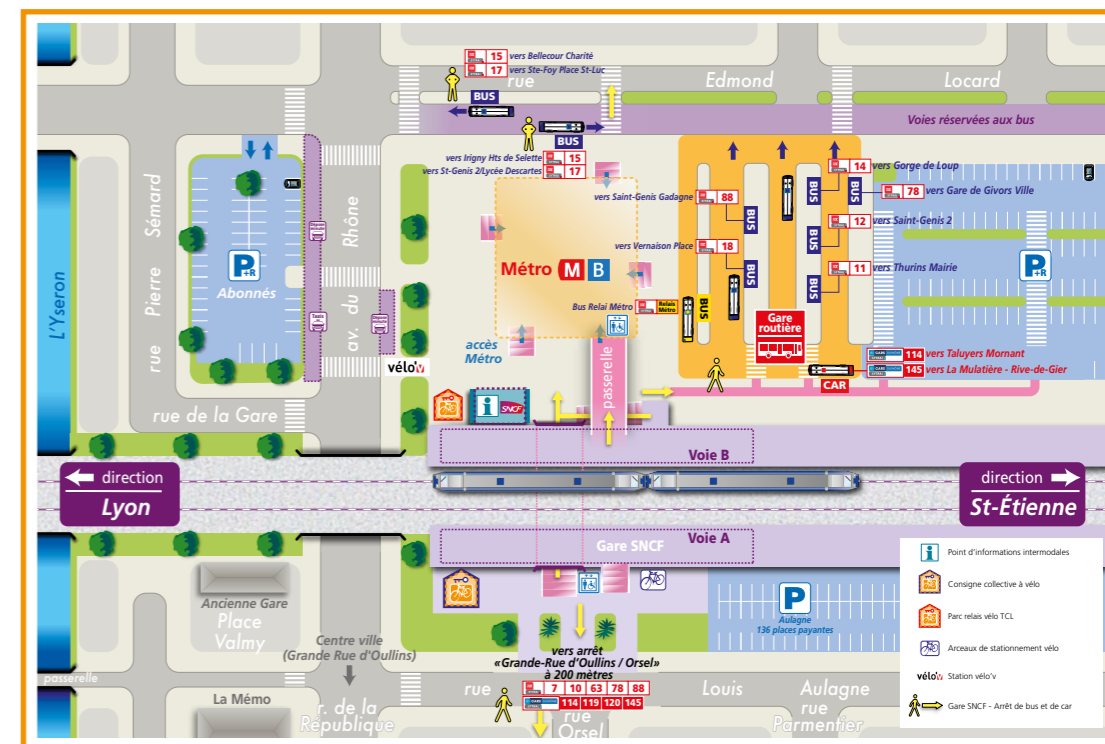 15 vers Bellecour Charité
17 vers Ste-Foy Place St-Luc
rue Edmond Locard
BUS
Voies réservées aux bus
BUS
vers Irigny Hts de Selette 15
vers St-Genis 2/Lycée Descartes 17
14 vers Gorge de Loup
BUS
BUS
78 vers Gare de Givors Ville
vers Saint-Genis Gadagne 88
BUS
12 vers Saint-Genis 2
BUS
vers Vernaison Place 18
BUS
11 vers Thurins Mairie
BUS
rue Pierre Sémard
av. du Rhône
L'Yseron
P+R
Abonnés
Métro M B
P+R
Bus Relai Métro
Relais Métro
BUS
Gare routière
accès Métro
passerelle
vélo'v
114 vers Taluyers Mornant
145 vers La Mulatière - Rive-de-Gier
CAR
i SNCF
rue de la Gare
Voie B
direction
Lyon
direction
St-Étienne
Gare SNCF
Voie A
Ancienne Gare
Place Valmy
Centre ville
(Grande Rue d'Oullins)
P
Aulagne
136 places payantes
vers arrêt
«Grande-Rue d'Oullins / Orsel»
à 200 mètres
passerelle
La Mémo
r. de la République
rue Louis Aulagne
7 10 63 78 88
114 119 120 145
rue Orsel
rue Parmentier
i Point d'informations intermodales
Consigne collective à vélo
Parc relais vélo TCL
Arceaux de stationnement vélo
vélo'v Station vélo'v
Gare SNCF - Arrêt de bus et de car